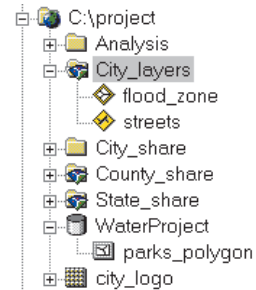 C:\project
Analysis
City_layers
flood_zone
streets
City_share
County_share
State_share
WaterProject
parks_polygon
city_logo